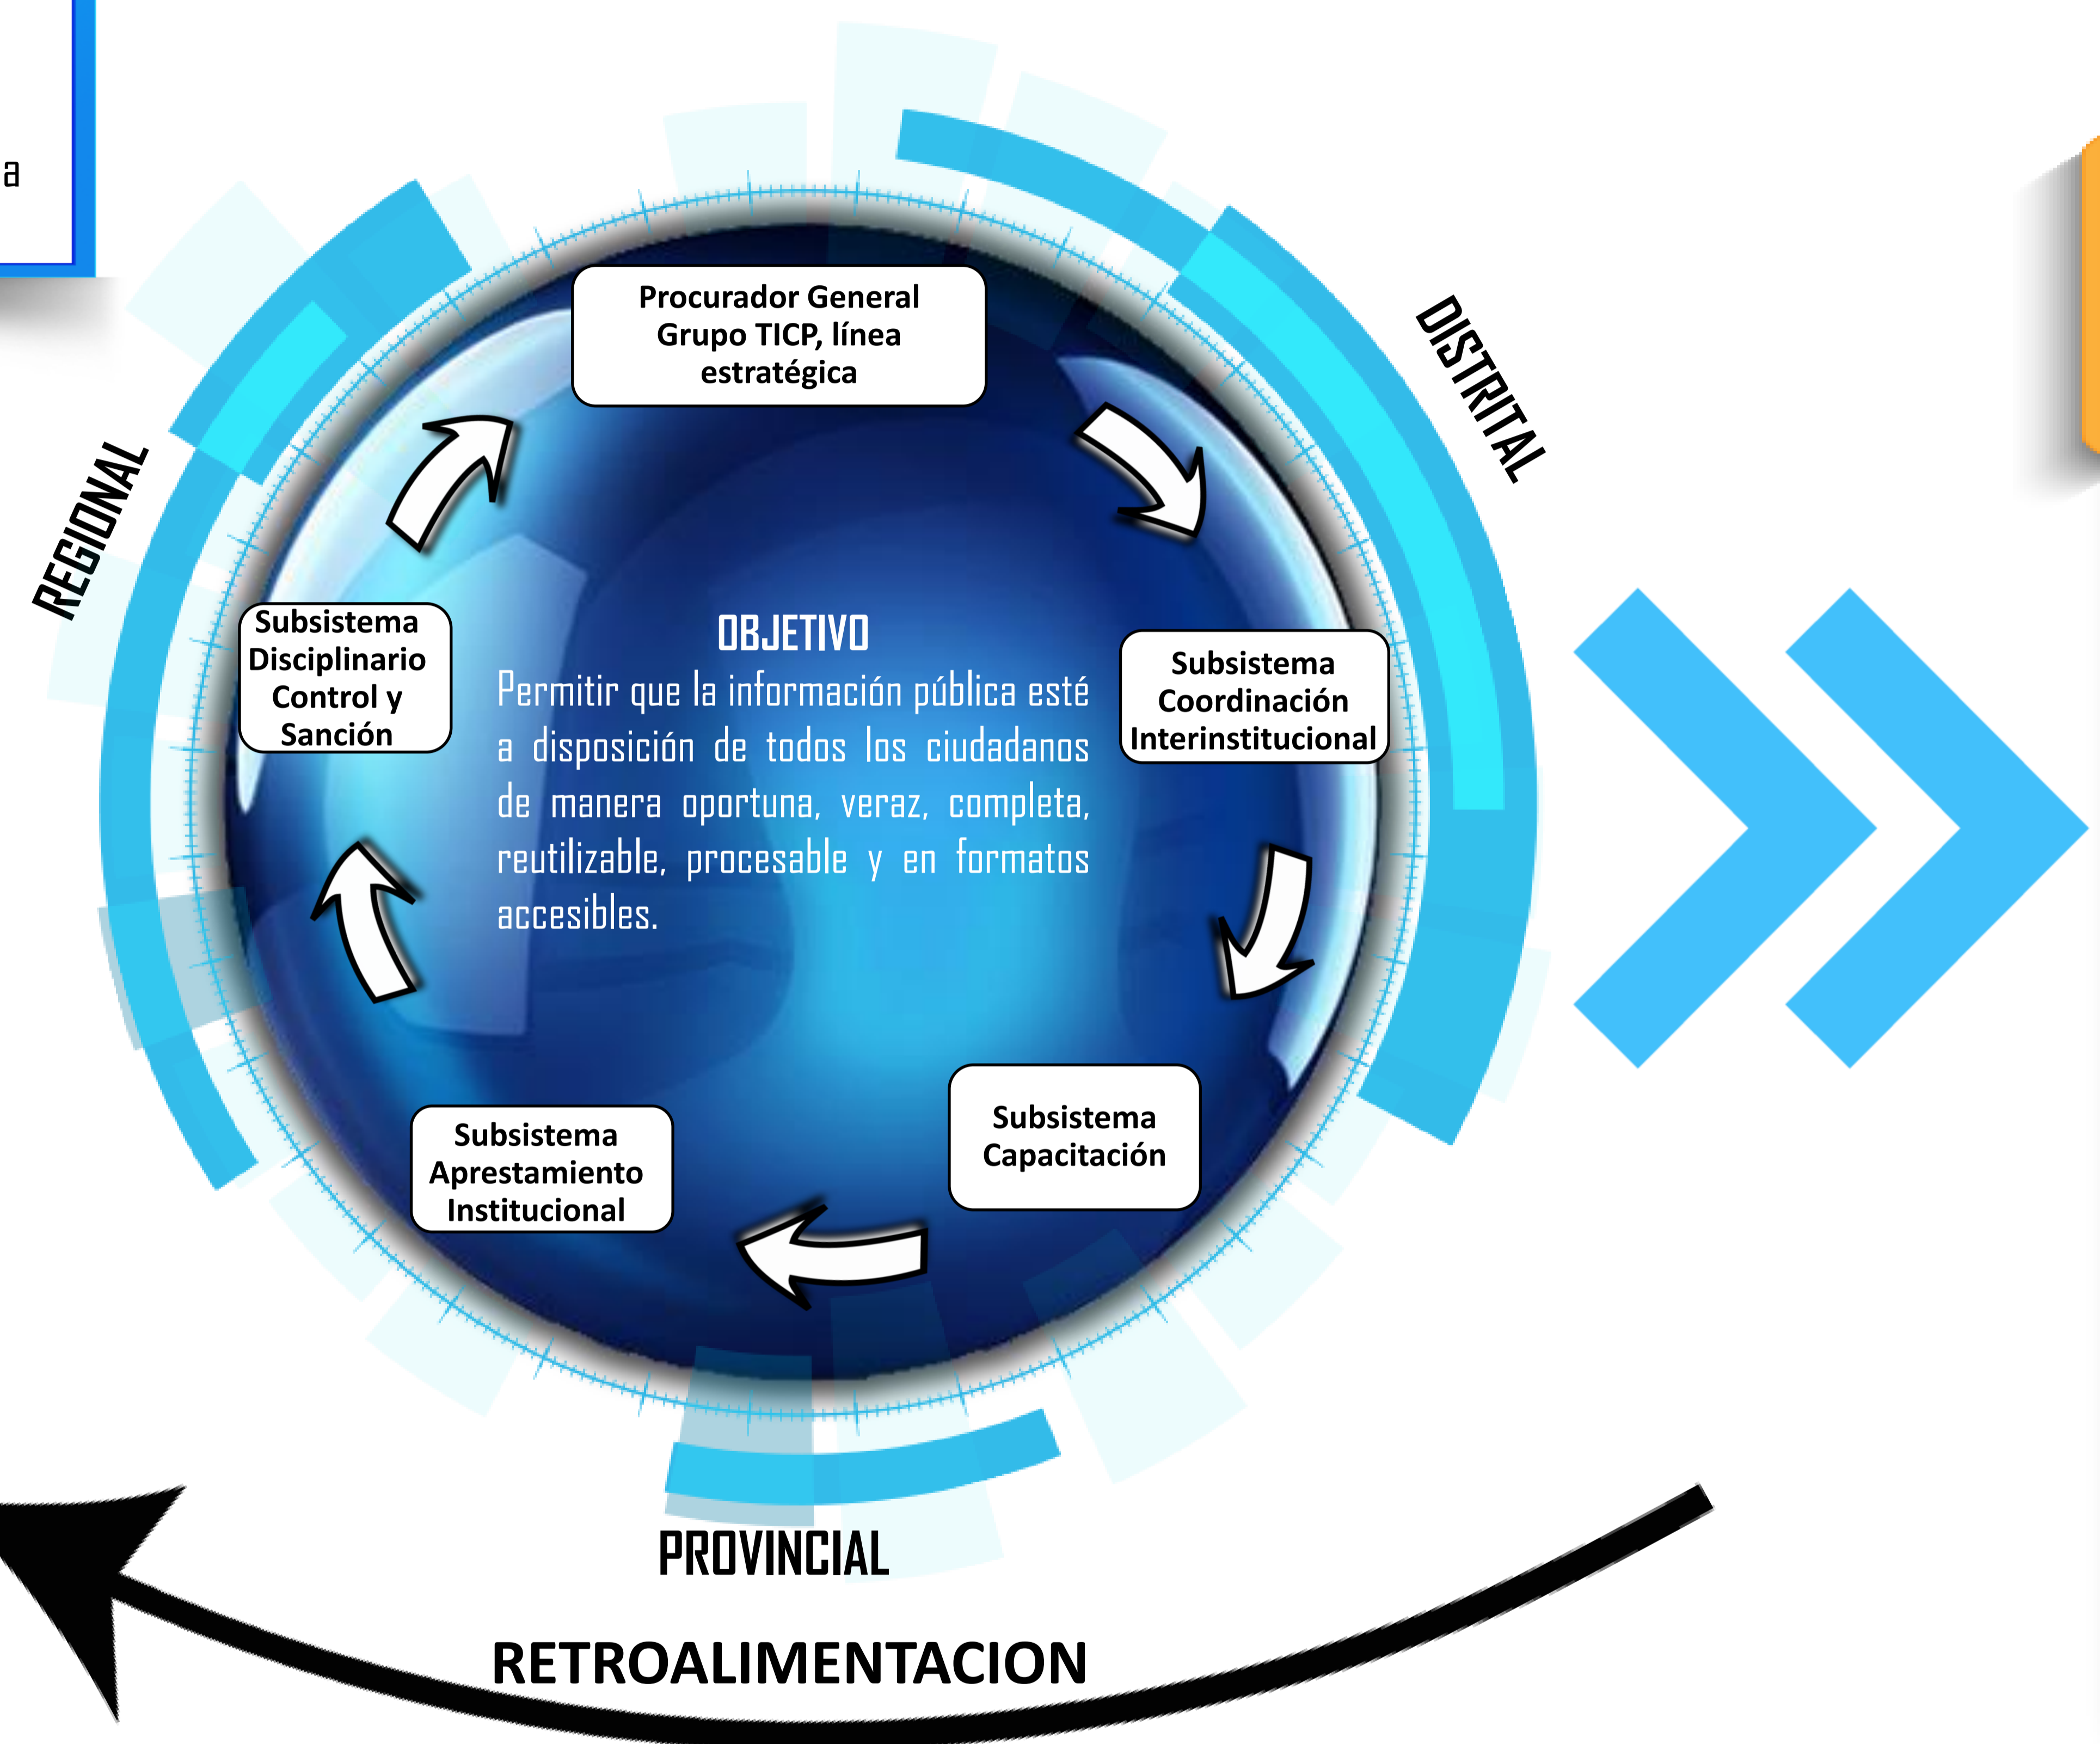 a
Procurador General
Grupo TICP, línea
estratégica
DISTRITAL
REGIONAL
Subsistema
Disciplinario
Control y
Sanción
OBJETIVO
Permitir que la información pública esté
a disposición de todos los ciudadanos
de manera oportuna, veraz, completa,
reutilizable, procesable y en formatos
accesibles.
Subsistema
Coordinación
Interinstitucional
Subsistema
Aprestamiento
Institucional
Subsistema
Capacitación
PROVINCIAL
RETROALIMENTACION